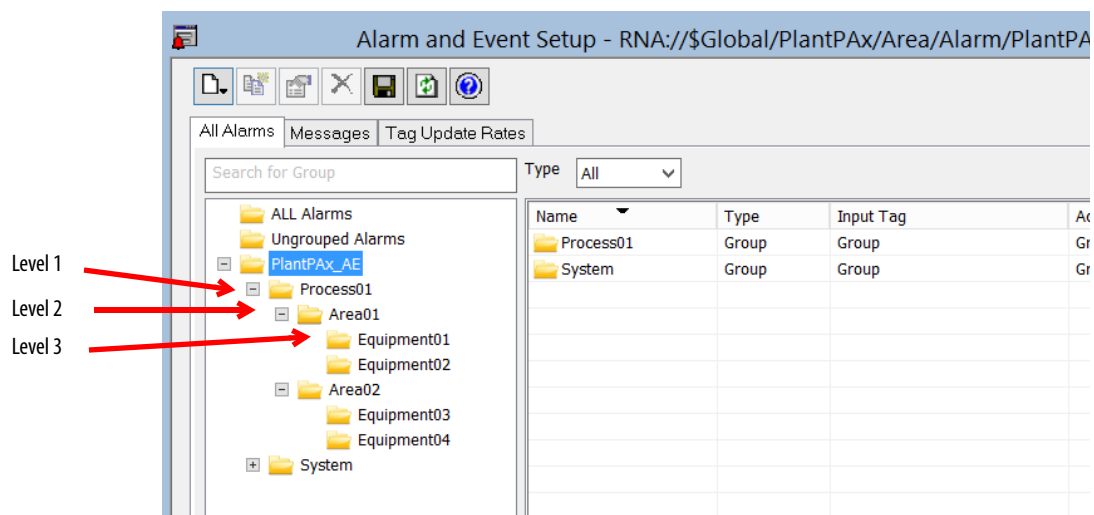 Alarm and Event Setup - RNA://$Global/PlantPAx/Area/Alarm/PlantPA
All Alarms Messages Tag Update Rates
Search for Group Type All
ALL Alarms Name Type Input Tag
Ungrouped Alarms Process01 Group Group
Level 1 PlantPAx_AE System Group Group
Process01
Level 2 Area01
Level 3 Equipment01
Equipment02
Area02
Equipment03
Equipment04
System